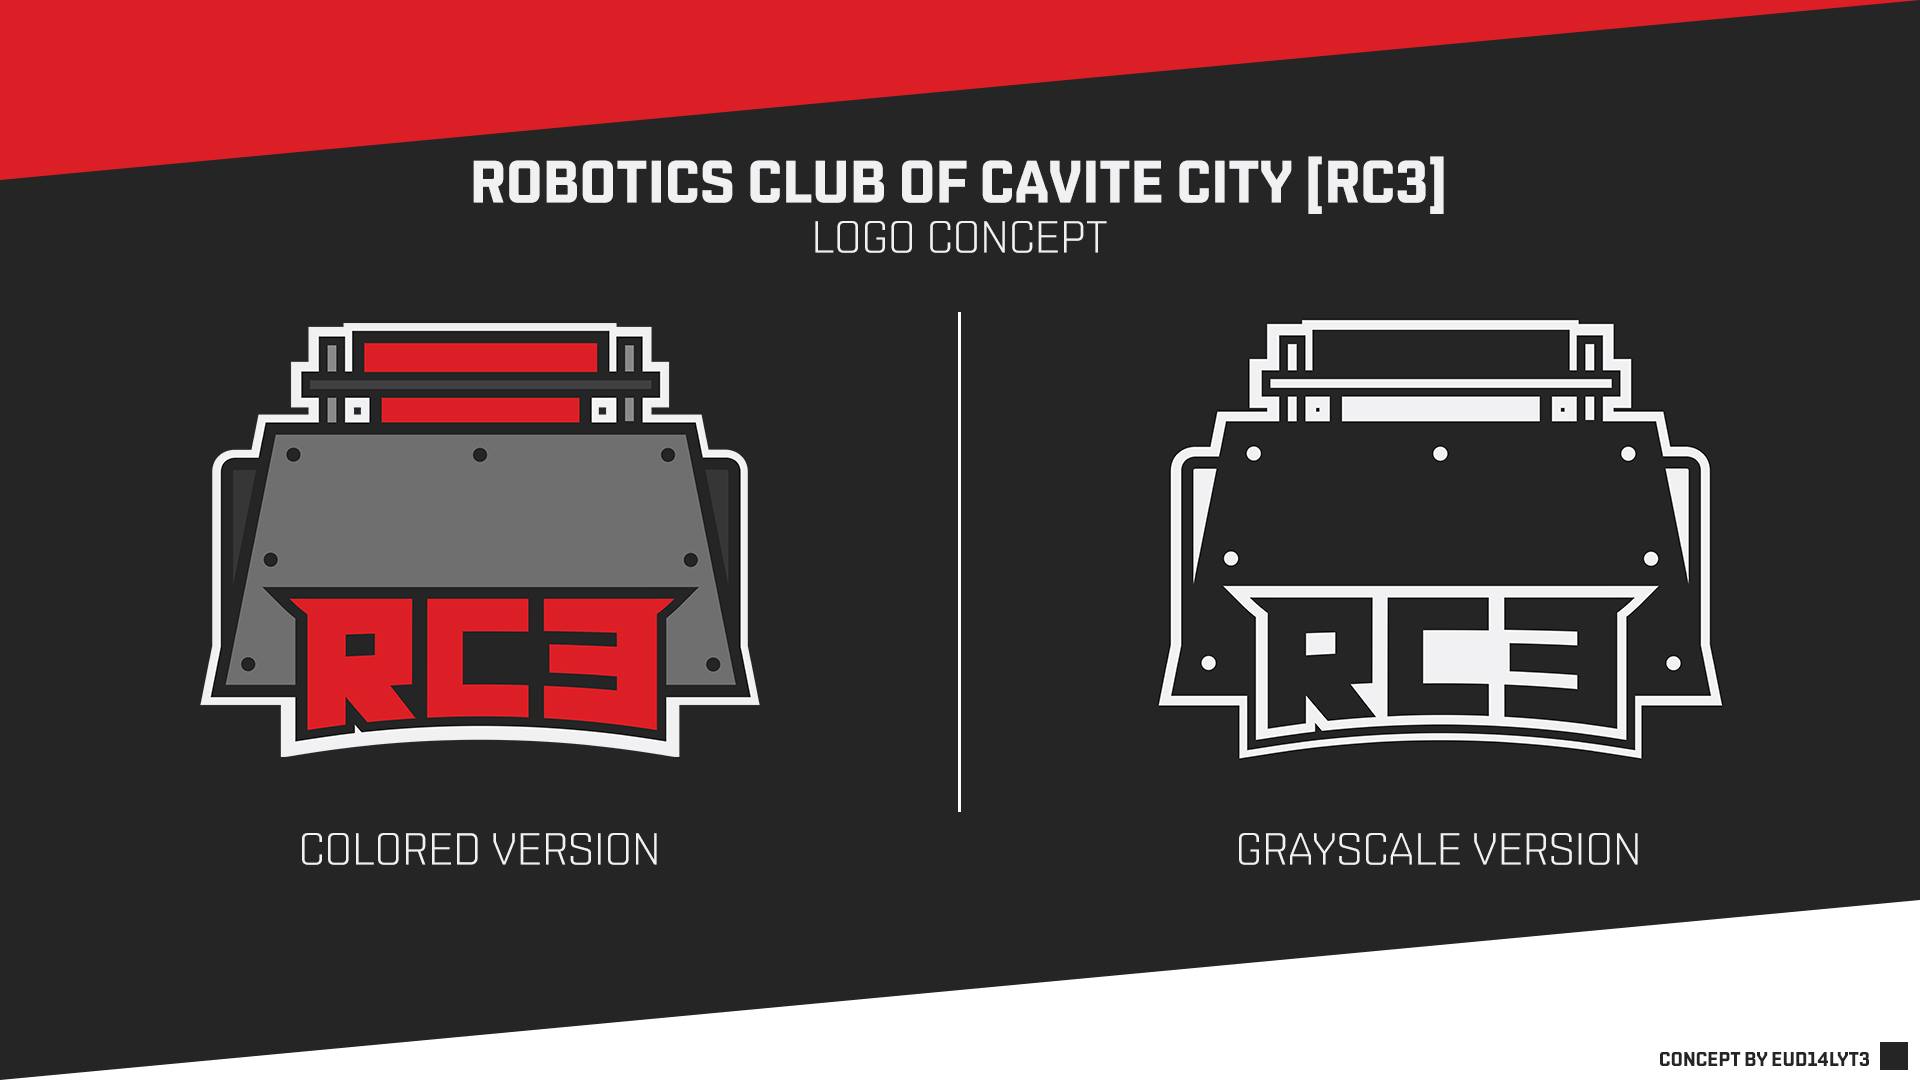 ROBOTICS CLUB OF CAVITE CITY [RC3]
LOGO CONCEPT
RC3
RC3
COLORED VERSION
GRAYSCALE VERSION
CONCEPT BY EUD14LYT3